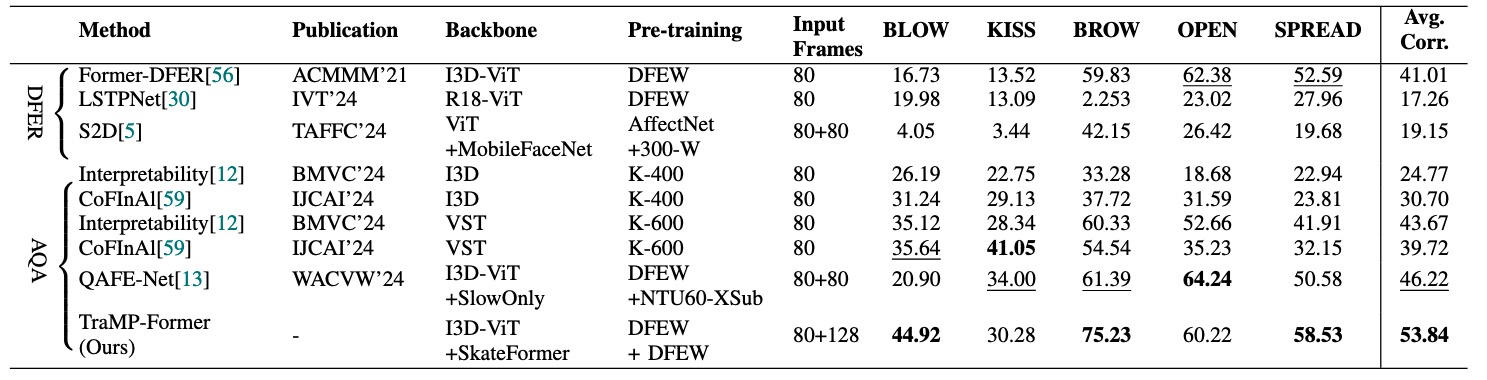 Method Publication Backbone Pre-training Input Frames BLOW KISS BROW OPEN SPREAD Avg. Corr.
DFER
Former-DFER[56] ACMMM'21 I3D-ViT DFEW 80 16.73 13.52 59.83 62.38 52.59 41.01
LSTPNet[30] IVT'24 R18-ViT DFEW 80 19.98 13.09 2.253 23.02 27.96 17.26
S2D[5] TAFFC'24 ViT +MobileFaceNet AffectNet +300-W 80+80 4.05 3.44 42.15 26.42 19.68 19.15
AQA
Interpretability[12] BMVC'24 I3D K-400 80 26.19 22.75 33.28 18.68 22.94 24.77
CoFInAl[59] IJCAI'24 I3D K-400 80 31.24 29.13 37.72 31.59 23.81 30.70
Interpretability[12] BMVC'24 VST K-600 80 35.12 28.34 60.33 52.66 41.91 43.67
CoFInAl[59] IJCAI'24 VST K-600 80 35.64 41.05 54.54 35.23 32.15 39.72
QAFE-Net[13] WACVW'24 I3D-ViT +SlowOnly DFEW +NTU60-XSub 80+80 20.90 34.00 61.39 64.24 50.58 46.22
TraMP-Former (Ours) - I3D-ViT +SkateFormer DFEW + DFEW 80+128 44.92 30.28 75.23 60.22 58.53 53.84